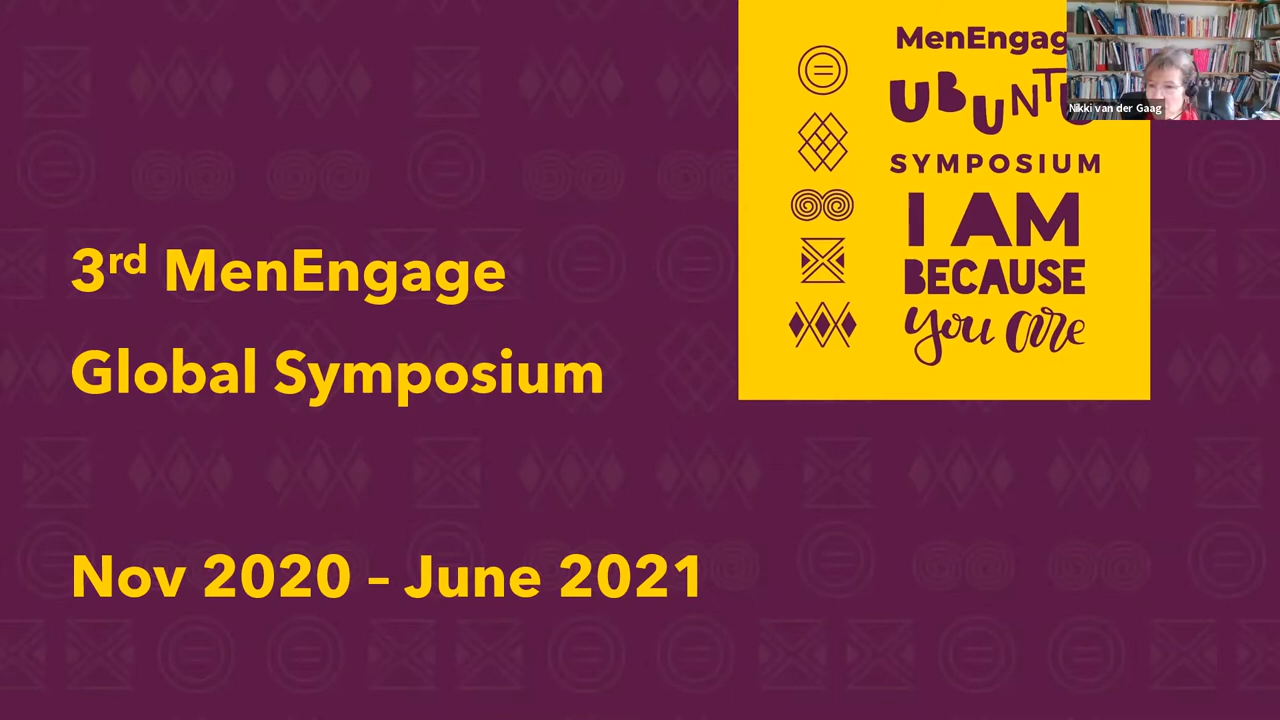 3rd MenEngage
Global Symposium
Nov 2020 – June 2021
MenEngag
UBUNTU
SYMPOSIUM
I AM
BECAUSE
you are
Nikki van der Gaag